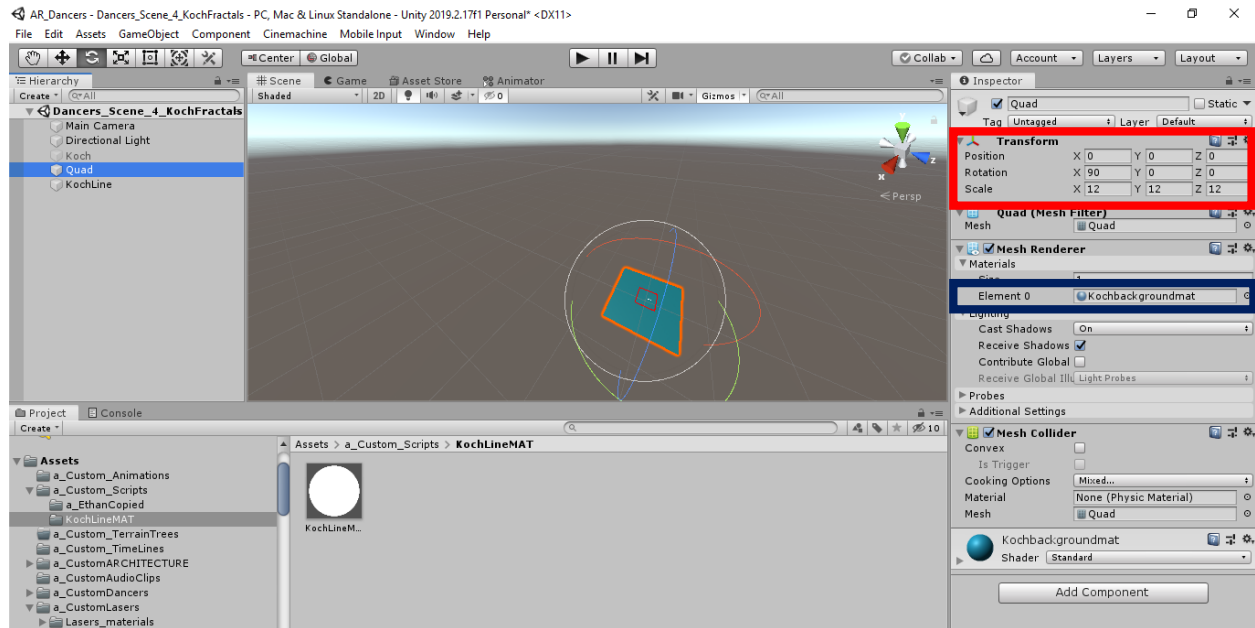 AR_Dancers - Dancers_Scene_4_KochFractals - PC, Mac & Linux Standalone - Unity 2019.2.17f1 Personal* <DX11>
File Edit Assets GameObject Component Cinemachine Mobile Input Window Help
Center Global Collab Account Layers Layout
Hierarchy
Create All
Dancers_Scene_4_KochFractals
Main Camera
Directional Light
Koch
Quad
KochLine
Scene Game Asset Store Animator
Shaded 2D 0 Gizmos All
z
x
Persp
Inspector
Quad Static
Tag Untagged Layer Default
Transform
Position X 0 Y 0 Z 0
Rotation X 90 Y 0 Z 0
Scale X 12 Y 12 Z 12
Quad (Mesh Filter)
Mesh Quad
Mesh Renderer
Materials
Size 1
Element 0 Kochbackgroundmat
Lighting
Cast Shadows On
Receive Shadows
Contribute Global
Receive Global Illu Light Probes
Probes
Additional Settings
Mesh Collider
Convex
Is Trigger
Cooking Options Mixed...
Material None (Physic Material)
Mesh Quad
Kochbackgroundmat
Shader Standard
Add Component
Project Console
Create 10
Assets
a_Custom_Animations
a_Custom_Scripts
a_EthanCopied
KochLineMAT
a_Custom_TerrainTrees
a_Custom_TimeLines
a_CustomARCHITECTURE
a_CustomAudioClips
a_CustomDancers
a_CustomLasers
Lasers_materials
Assets > a_Custom_Scripts > KochLineMAT
KochLineM...